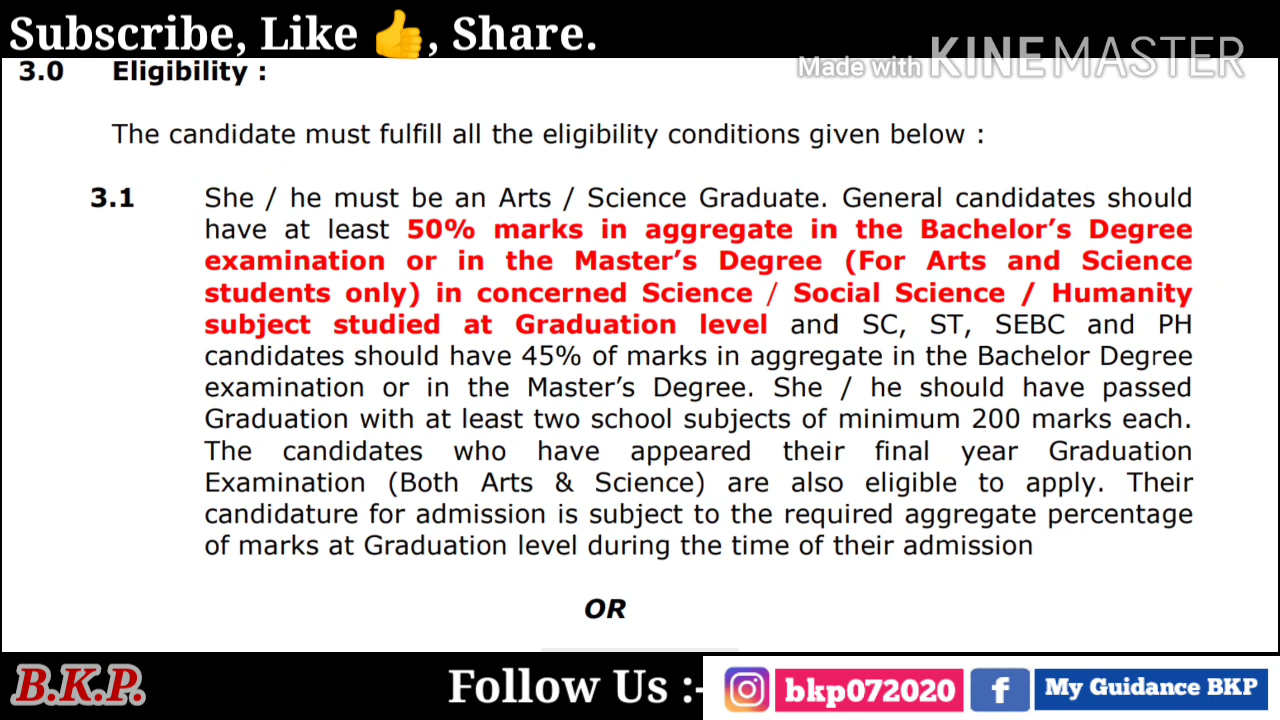 Subscribe, Like 👍, Share.
Made with KINEMASTER
3.0 Eligibility :
The candidate must fulfill all the eligibility conditions given below :
3.1 She / he must be an Arts / Science Graduate. General candidates should
have at least 50% marks in aggregate in the Bachelor's Degree
examination or in the Master's Degree (For Arts and Science
students only) in concerned Science / Social Science / Humanity
subject studied at Graduation level and SC, ST, SEBC and PH
candidates should have 45% of marks in aggregate in the Bachelor Degree
examination or in the Master's Degree. She / he should have passed
Graduation with at least two school subjects of minimum 200 marks each.
The candidates who have appeared their final year Graduation
Examination (Both Arts & Science) are also eligible to apply. Their
candidature for admission is subject to the required aggregate percentage
of marks at Graduation level during the time of their admission
OR
B.K.P. Follow Us :- bkp072020 f My Guidance BKP